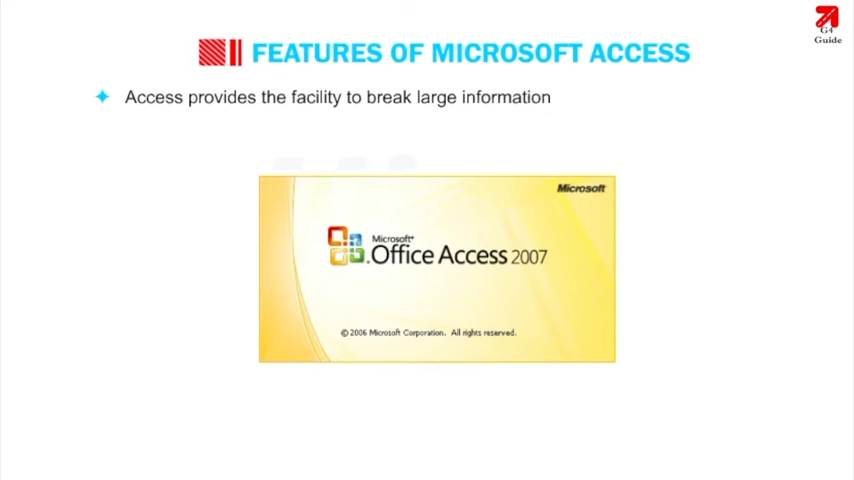 G4
Guide
FEATURES OF MICROSOFT ACCESS
Access provides the facility to break large information
Microsoft
Microsoft®
Office Access 2007
© 2006 Microsoft Corporation. All rights reserved.